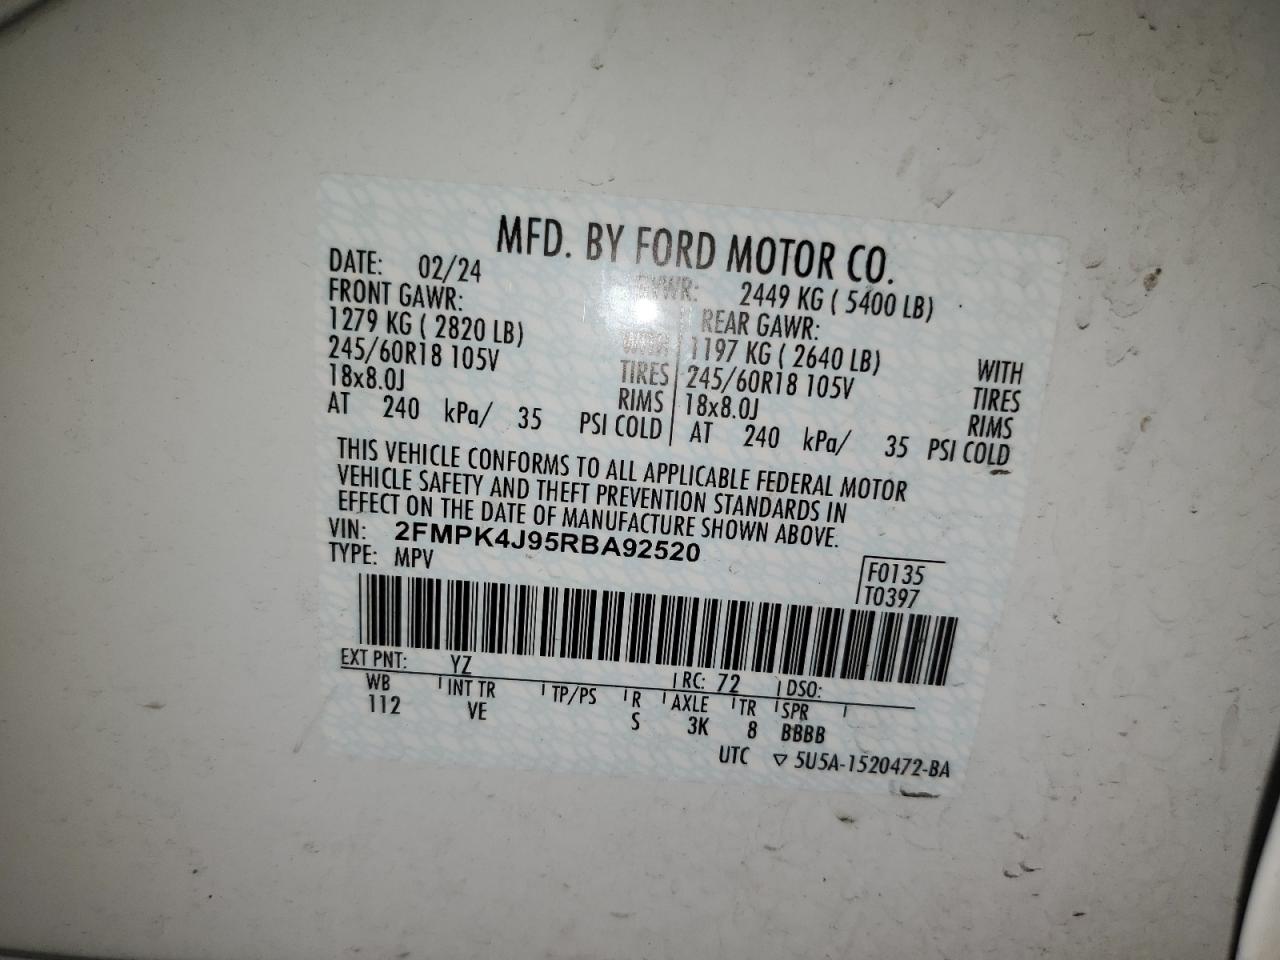 MFD. BY FORD MOTOR CO.
DATE: 02/24 GVWR: 2449 KG ( 5400 LB)
FRONT GAWR: REAR GAWR:
1279 KG ( 2820 LB) WITH 1197 KG ( 2640 LB) WITH
245/60R18 105V TIRES 245/60R18 105V TIRES
18x8.0J RIMS 18x8.0J RIMS
AT 240 kPa/ 35 PSI COLD AT 240 kPa/ 35 PSI COLD
THIS VEHICLE CONFORMS TO ALL APPLICABLE FEDERAL MOTOR
VEHICLE SAFETY AND THEFT PREVENTION STANDARDS IN
EFFECT ON THE DATE OF MANUFACTURE SHOWN ABOVE.
VIN: 2FMPK4J95RBA92520
TYPE: MPV
F0135
T0397
EXT PNT: YZ RC: 72 DSO:
WB INT TR TP/PS R AXLE TR SPR
112 VE S 3K 8 BBBB
UTC ▽ 5U5A-1520472-BA